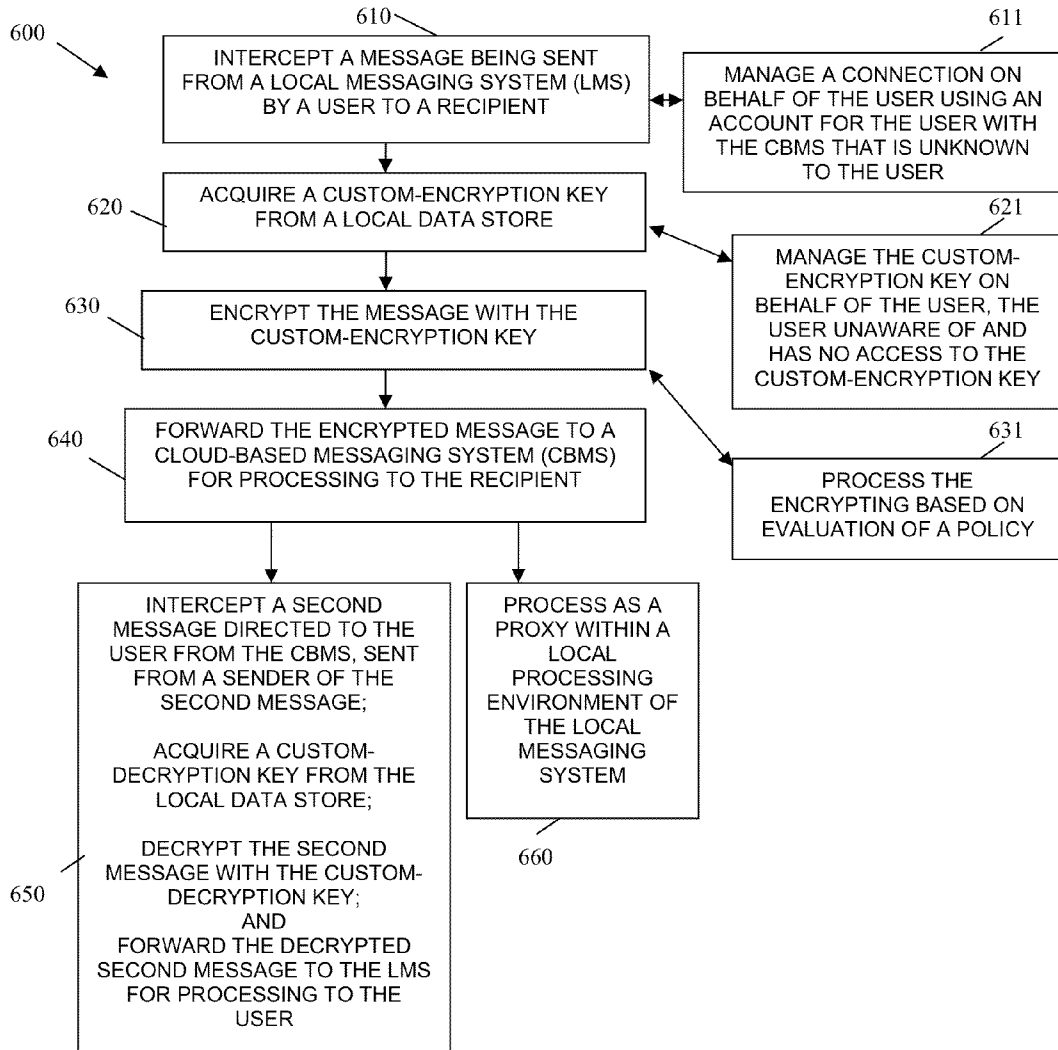 600
610
INTERCEPT A MESSAGE BEING SENT
FROM A LOCAL MESSAGING SYSTEM (LMS)
BY A USER TO A RECIPIENT
611
MANAGE A CONNECTION ON
BEHALF OF THE USER USING AN
ACCOUNT FOR THE USER WITH
THE CBMS THAT IS UNKNOWN
TO THE USER
620
ACQUIRE A CUSTOM-ENCRYPTION KEY
FROM A LOCAL DATA STORE
621
MANAGE THE CUSTOM-
ENCRYPTION KEY ON
BEHALF OF THE USER, THE
USER UNAWARE OF AND
HAS NO ACCESS TO THE
CUSTOM-ENCRYPTION KEY
630
ENCRYPT THE MESSAGE WITH THE
CUSTOM-ENCRYPTION KEY
631
PROCESS THE
ENCRYPTING BASED ON
EVALUATION OF A POLICY
640
FORWARD THE ENCRYPTED MESSAGE TO A
CLOUD-BASED MESSAGING SYSTEM (CBMS)
FOR PROCESSING TO THE RECIPIENT
650
INTERCEPT A SECOND
MESSAGE DIRECTED TO THE
USER FROM THE CBMS, SENT
FROM A SENDER OF THE
SECOND MESSAGE;
ACQUIRE A CUSTOM-
DECRYPTION KEY FROM THE
LOCAL DATA STORE;
DECRYPT THE SECOND
MESSAGE WITH THE CUSTOM-
DECRYPTION KEY;
AND
FORWARD THE DECRYPTED
SECOND MESSAGE TO THE LMS
FOR PROCESSING TO THE
USER
PROCESS AS A
PROXY WITHIN A
LOCAL
PROCESSING
ENVIRONMENT OF
THE LOCAL
MESSAGING
SYSTEM
660